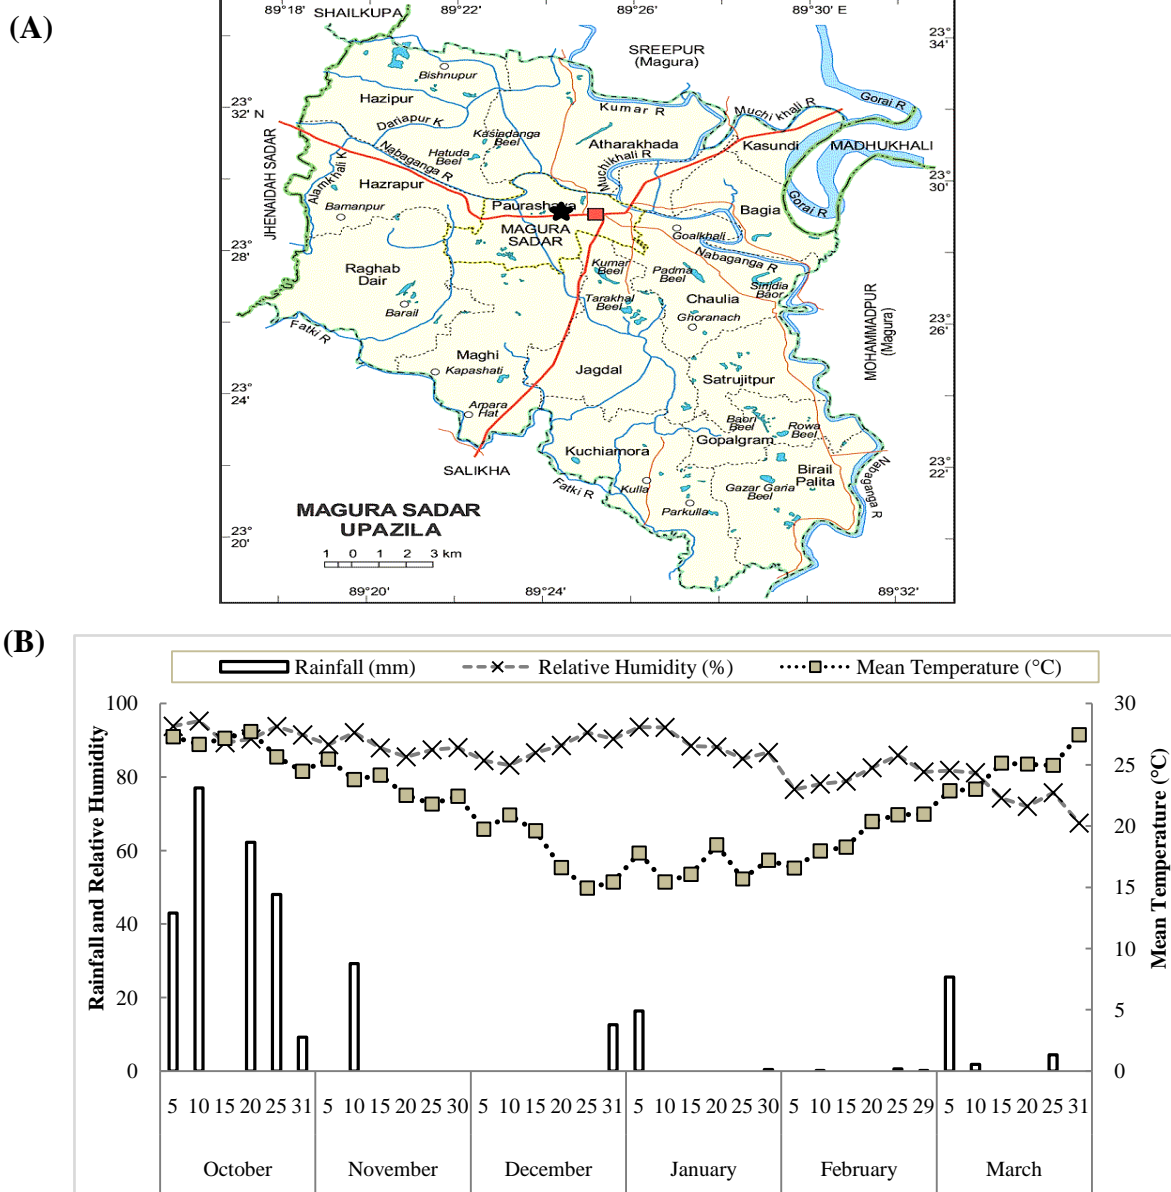 (A)
89°18'
89°22'
89°26'
89°30' E
SHAILKUPA
SREEPUR
(Magura)
23°
34'
Bishnupur
Hazipur
Kumar R
Muchi khali R
Gorai R
23°
32' N
Dariapur K
Kasiadanga
Beel
Atharakhada
Kasundi
MADHUKHALI
JHENAIDAH SADAR
Alamkhali K
Nabaganga R
Hatuda
Beel
Muchikhali R
23°
30'
Hazrapur
Bamanpur
Paurashava
Bagia
Gorai R
MAGURA
SADAR
Goalkhali
23°
28'
Nabaganga R
Raghab
Dair
Kumar
Beel
Padma
Beel
Sirijdia
Baor
Barail
Tarakhal
Beel
Chaulia
Ghoranach
MOHAMMADPUR
(Magura)
23°
26'
Fatki R
Maghi
Kapashati
Jagdal
Satrujitpur
23°
24'
Arpara
Hat
Baori
Beel
Rowa
Beel
Gopalgram
Kuchiamora
SALIKHA
Birail
Palita
23°
22'
Fatki R
Kulla
Gazar Garia
Beel
Nabaganga R
Parkulla
MAGURA SADAR
UPAZILA
23°
20'
1 0 1 2 3 km
89°20'
89°24'
89°32'
(B)
Rainfall (mm) Relative Humidity (%) Mean Temperature (°C)
Rainfall and Relative Humidity
100
80
60
40
20
0
30
25
20
15
10
5
0
Mean Temperature (°C)
5 10 15 20 25 31 5 10 15 20 25 30 5 10 15 20 25 31 5 10 15 20 25 30 5 10 15 20 25 29 5 10 15 20 25 31
October November December January February March